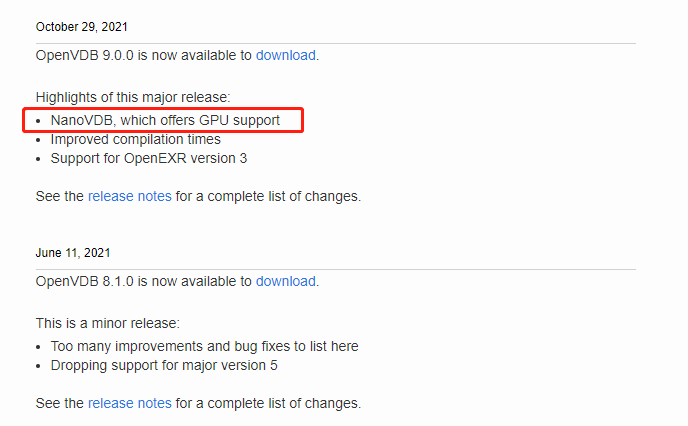 October 29, 2021
OpenVDB 9.0.0 is now available to download.
Highlights of this major release:
• NanoVDB, which offers GPU support
• Improved compilation times
• Support for OpenEXR version 3
See the release notes for a complete list of changes.
June 11, 2021
OpenVDB 8.1.0 is now available to download.
This is a minor release:
• Too many improvements and bug fixes to list here
• Dropping support for major version 5
See the release notes for a complete list of changes.